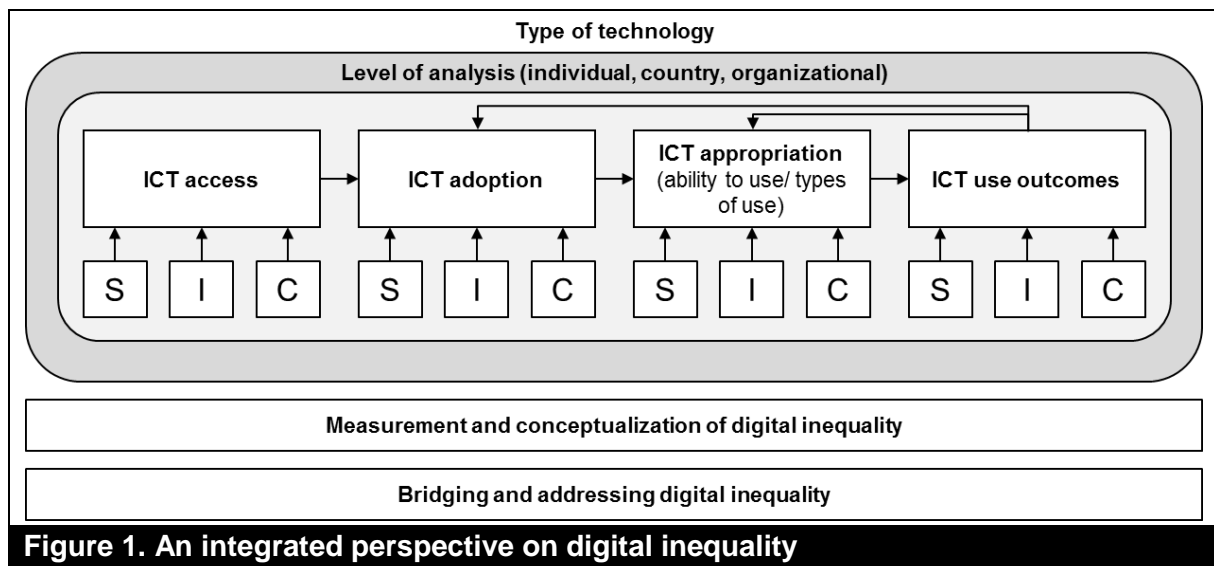 Type of technology
Level of analysis (individual, country, organizational)
ICT access
ICT adoption
ICT appropriation
(ability to use/ types
of use)
ICT use outcomes
S I C S I C S I C S I C
Measurement and conceptualization of digital inequality
Bridging and addressing digital inequality
Figure 1. An integrated perspective on digital inequality